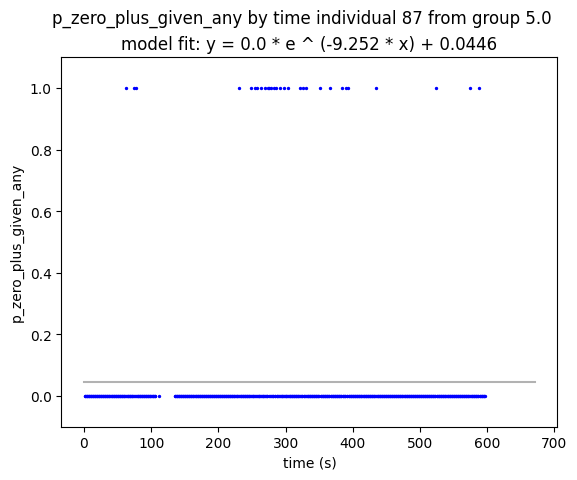 p_zero_plus_given_any by time individual 87 from group 5.0
model fit: y = 0.0 * e ^ (-9.252 * x) + 0.0446
1.0
0.8
0.6
0.4
0.2
0.0
p_zero_plus_given_any
0 100 200 300 400 500 600 700
time (s)